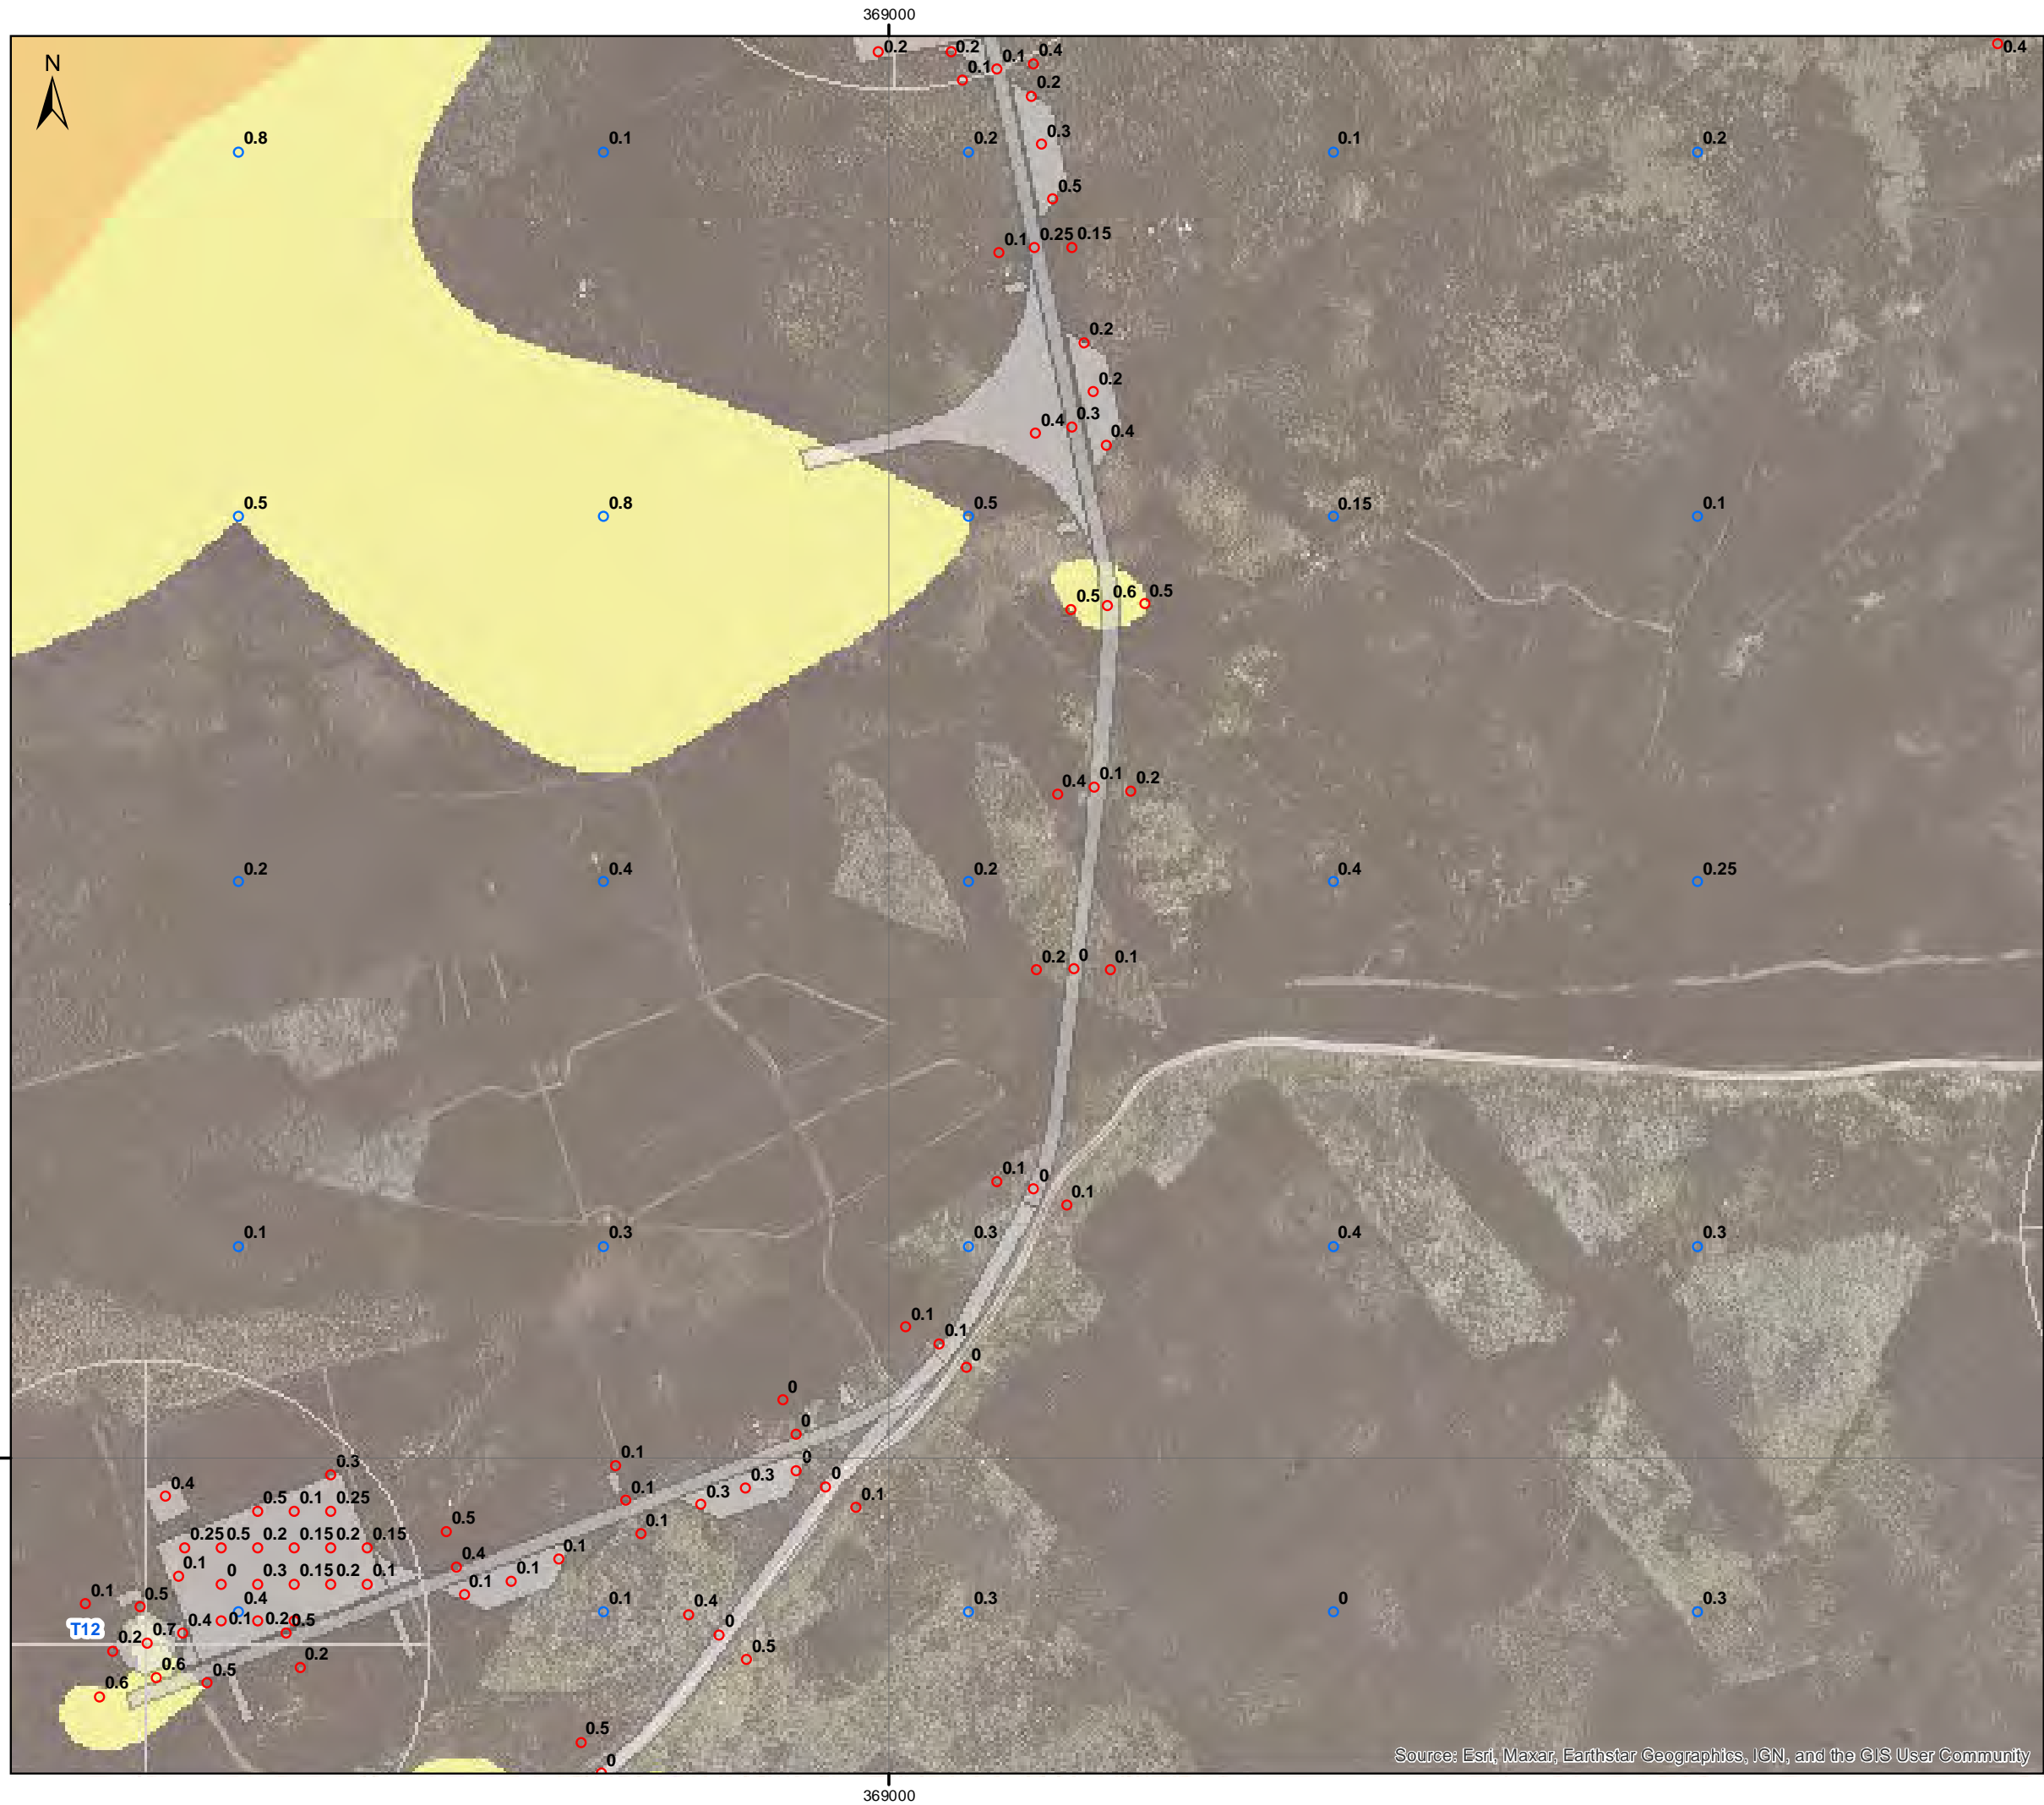 369000
N
0.2 0.2 0.1 0.4 0.4
0.1
0.2
0.8 0.1 0.2 0.3 0.1 0.2
0.5
0.1 0.25 0.15
0.2
0.2
0.4 0.3 0.4
0.5 0.8 0.5 0.15 0.1
0.5 0.6 0.5
0.4 0.1 0.2
0.2 0.4 0.2 0.4 0.25
0.2 0 0.1
0.1 0 0.1
0.1 0.3 0.3 0.4 0.3
0.1
0.1
0
0
0
0.3 0.1 0
0.4 0.1 0.3 0.3 0
0.5 0.1 0.25 0.1
0.25 0.5 0.2 0.15 0.2 0.15 0.5 0.1
0.1 0 0.3 0.15 0.2 0.1 0.4 0.1 0.1 0.1
0.1 0.5 0.4 0.1 0.4 0.3 0 0.3
T12 0.7 0.4 0.1 0.2 0.5 0
0.2 0.2 0.5
0.6 0.6 0.5
0.5
0
Source: Esri, Maxar, Earthstar Geographics, IGN, and the GIS User Community
369000